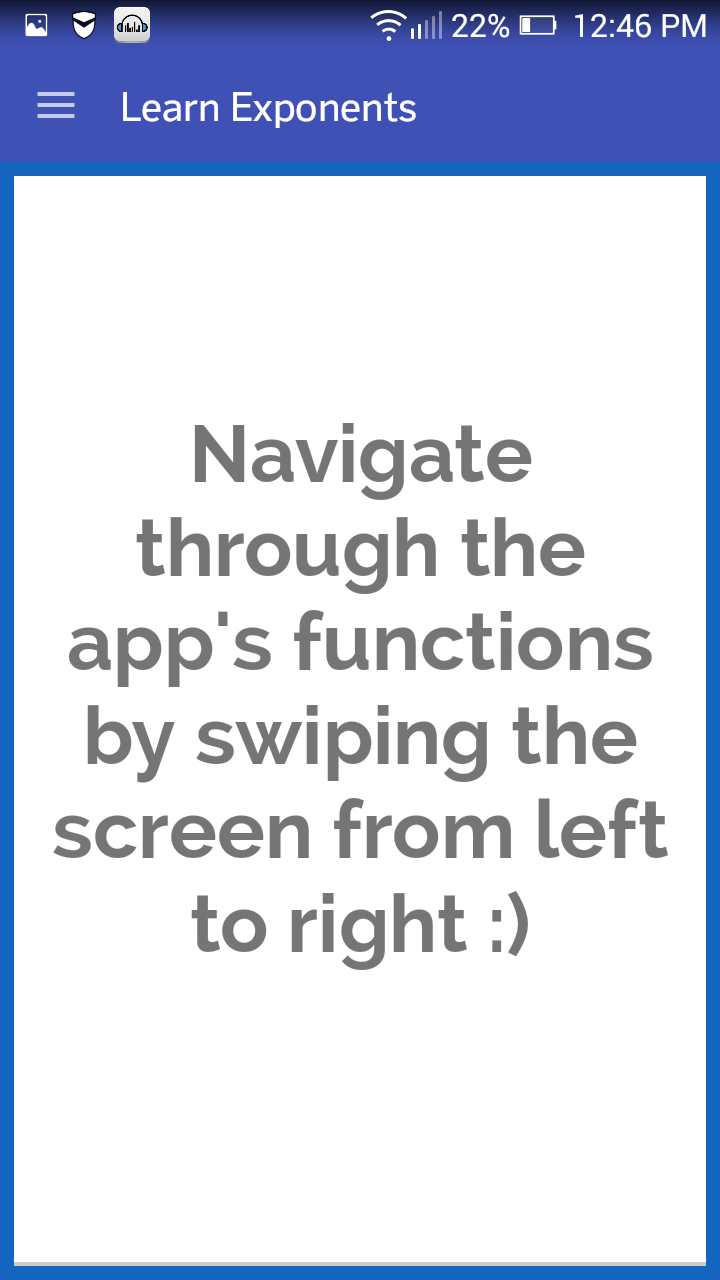 22% 12:46 PM
Learn Exponents
Navigate
through the
app's functions
by swiping the
screen from left
to right :)